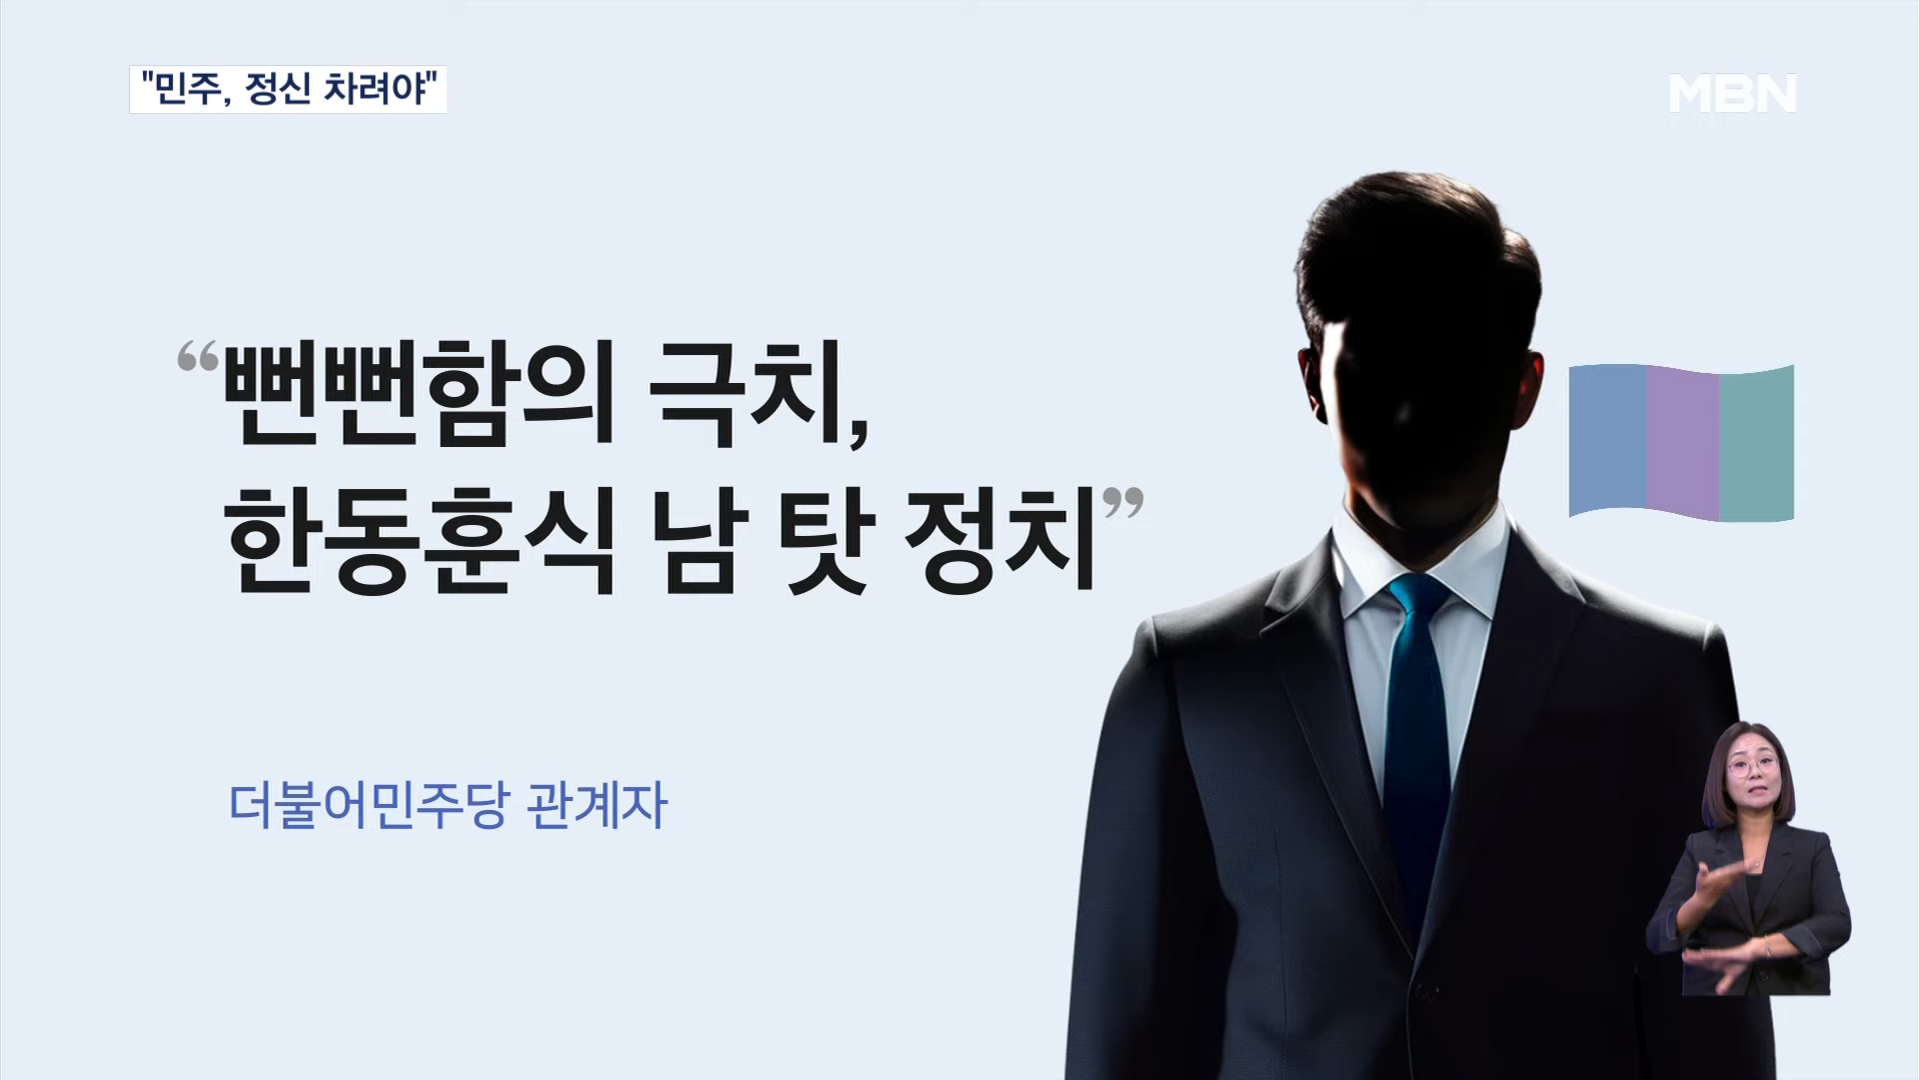 "민주, 정신 차려야"
MBN
“뻔뻔함의 극치,
한동훈식 남 탓 정치”
더불어민주당 관계자